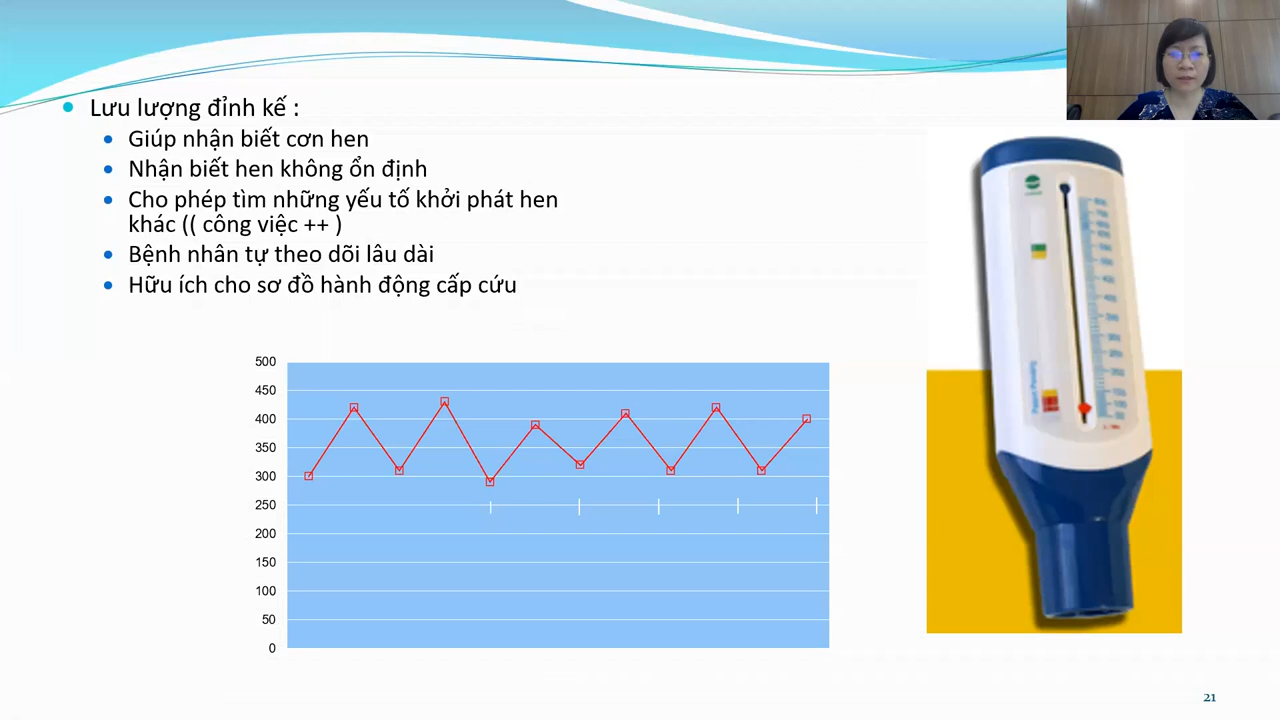 Lưu lượng đỉnh kế :
Giúp nhận biết cơn hen
Nhận biết hen không ổn định
Cho phép tìm những yếu tố khởi phát hen
khác (( công việc ++ )
Bệnh nhân tự theo dõi lâu dài
Hữu ích cho sơ đồ hành động cấp cứu
500
450
400
350
300
250
200
150
100
50
0
21